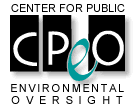 CENTER FOR PUBLIC
CPeO
ENVIRONMENTAL
OVERSIGHT